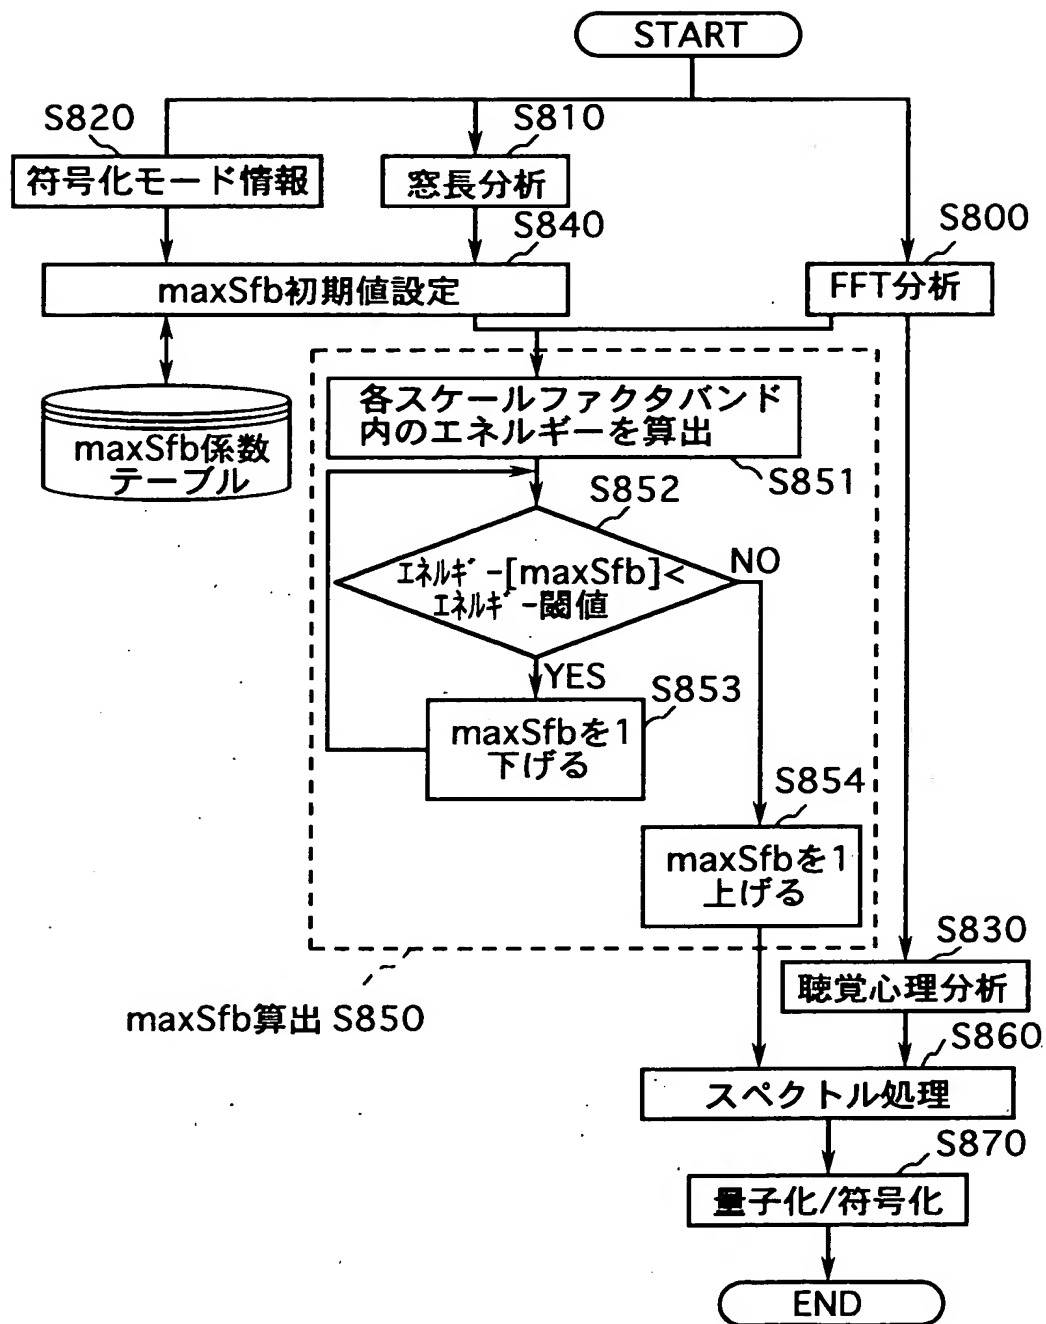 START
S820
S810
符号化モード情報
窓長分析
S840
S800
maxSfb初期値設定
FFT分析
各スケールファクタバンド
内のエネルギーを算出
maxSfb係数
テーブル
S851
S852
エネルギー[maxSfb]<
エネルギー閾値
NO
YES
S853
maxSfbを1
下げる
S854
maxSfbを1
上げる
S830
聴覚心理分析
maxSfb算出 S850
S860
スペクトル処理
S870
量子化/符号化
END